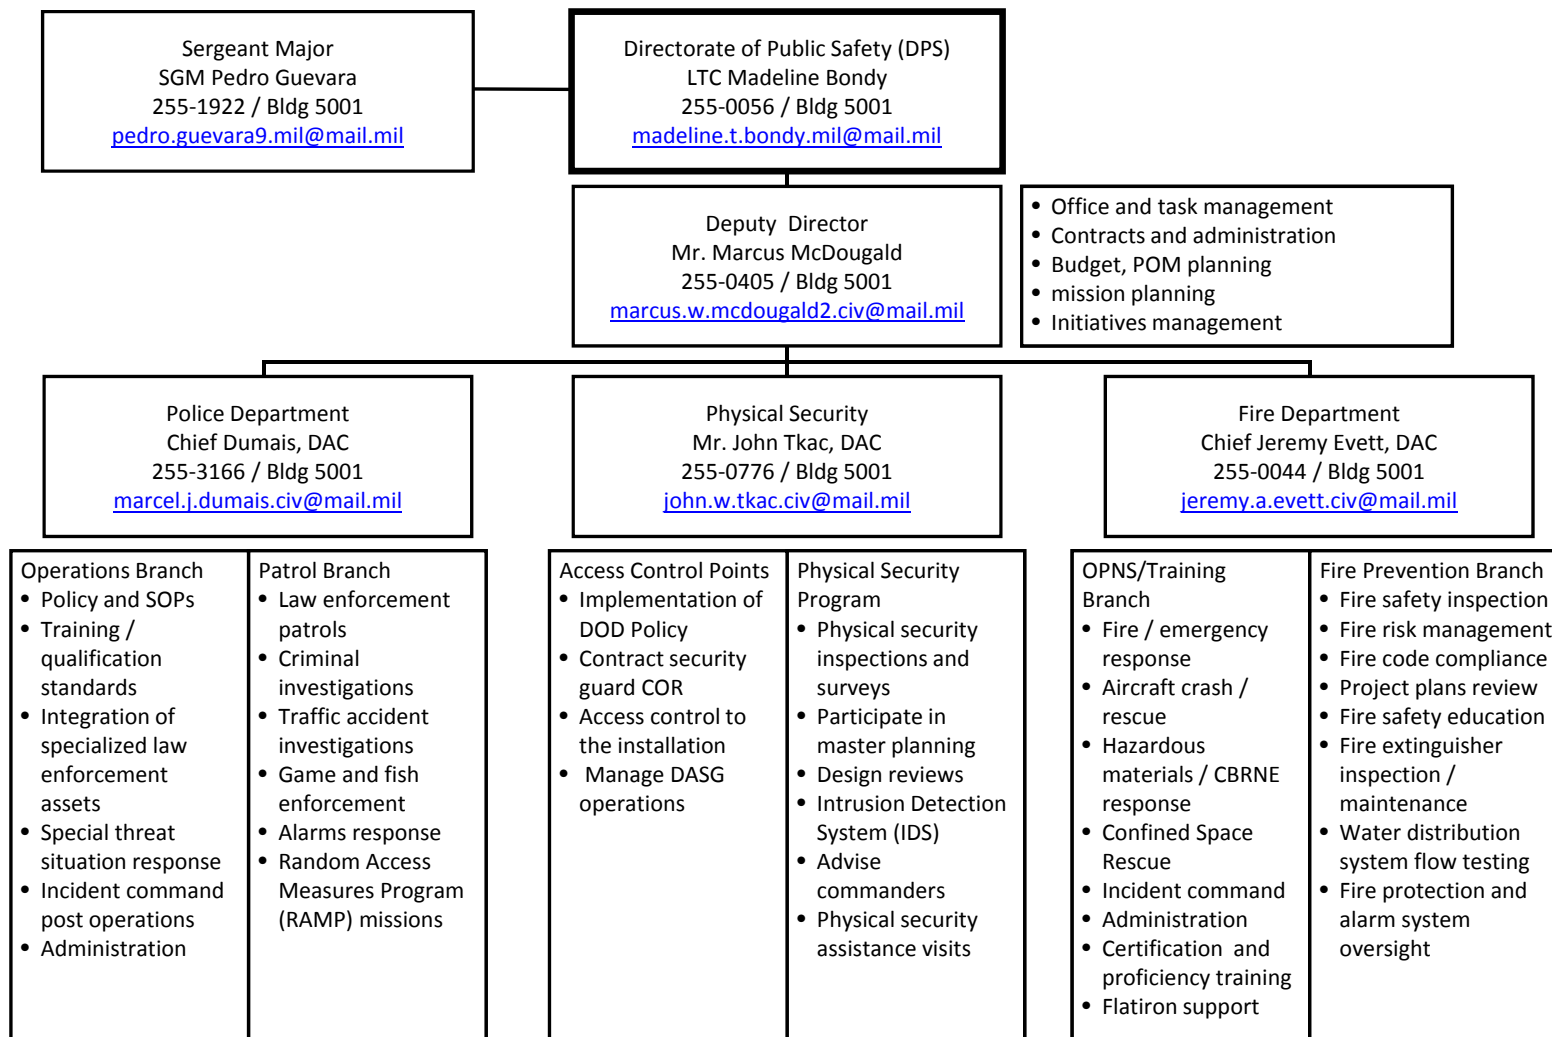 Sergeant Major
SGM Pedro Guevara
255-1922 / Bldg 5001
pedro.guevara9.mil@mail.mil
Directorate of Public Safety (DPS)
LTC Madeline Bondy
255-0056 / Bldg 5001
madeline.t.bondy.mil@mail.mil
Deputy  Director
Mr. Marcus McDougald
255-0405 / Bldg 5001
marcus.w.mcdougald2.civ@mail.mil
• Office and task management
• Contracts and administration
• Budget, POM planning
• mission planning
• Initiatives management
Police Department
Chief Dumais, DAC
255-3166 / Bldg 5001
marcel.j.dumais.civ@mail.mil
Physical Security
Mr. John Tkac, DAC
255-0776 / Bldg 5001
john.w.tkac.civ@mail.mil
Fire Department
Chief Jeremy Evett, DAC
255-0044 / Bldg 5001
jeremy.a.evett.civ@mail.mil
Operations Branch
• Policy and SOPs
• Training /
qualification
standards
• Integration of
specialized law
enforcement
assets
• Special threat
situation response
• Incident command
post operations
• Administration
Patrol Branch
• Law enforcement
patrols
• Criminal
investigations
• Traffic accident
investigations
• Game and fish
enforcement
• Alarms response
• Random Access
Measures Program
(RAMP) missions
Access Control Points
• Implementation of
DOD Policy
• Contract security
guard COR
• Access control to
the installation
• Manage DASG
operations
Physical Security
Program
• Physical security
inspections and
surveys
• Participate in
master planning
• Design reviews
• Intrusion Detection
System (IDS)
• Advise
commanders
• Physical security
assistance visits
OPNS/Training
Branch
• Fire / emergency
response
• Aircraft crash /
rescue
• Hazardous
materials / CBRNE
response
• Confined Space
Rescue
• Incident command
• Administration
• Certification  and
proficiency training
• Flatiron support
Fire Prevention Branch
• Fire safety inspection
• Fire risk management
• Fire code compliance
• Project plans review
• Fire safety education
• Fire extinguisher
inspection /
maintenance
• Water distribution
system flow testing
• Fire protection and
alarm system
oversight